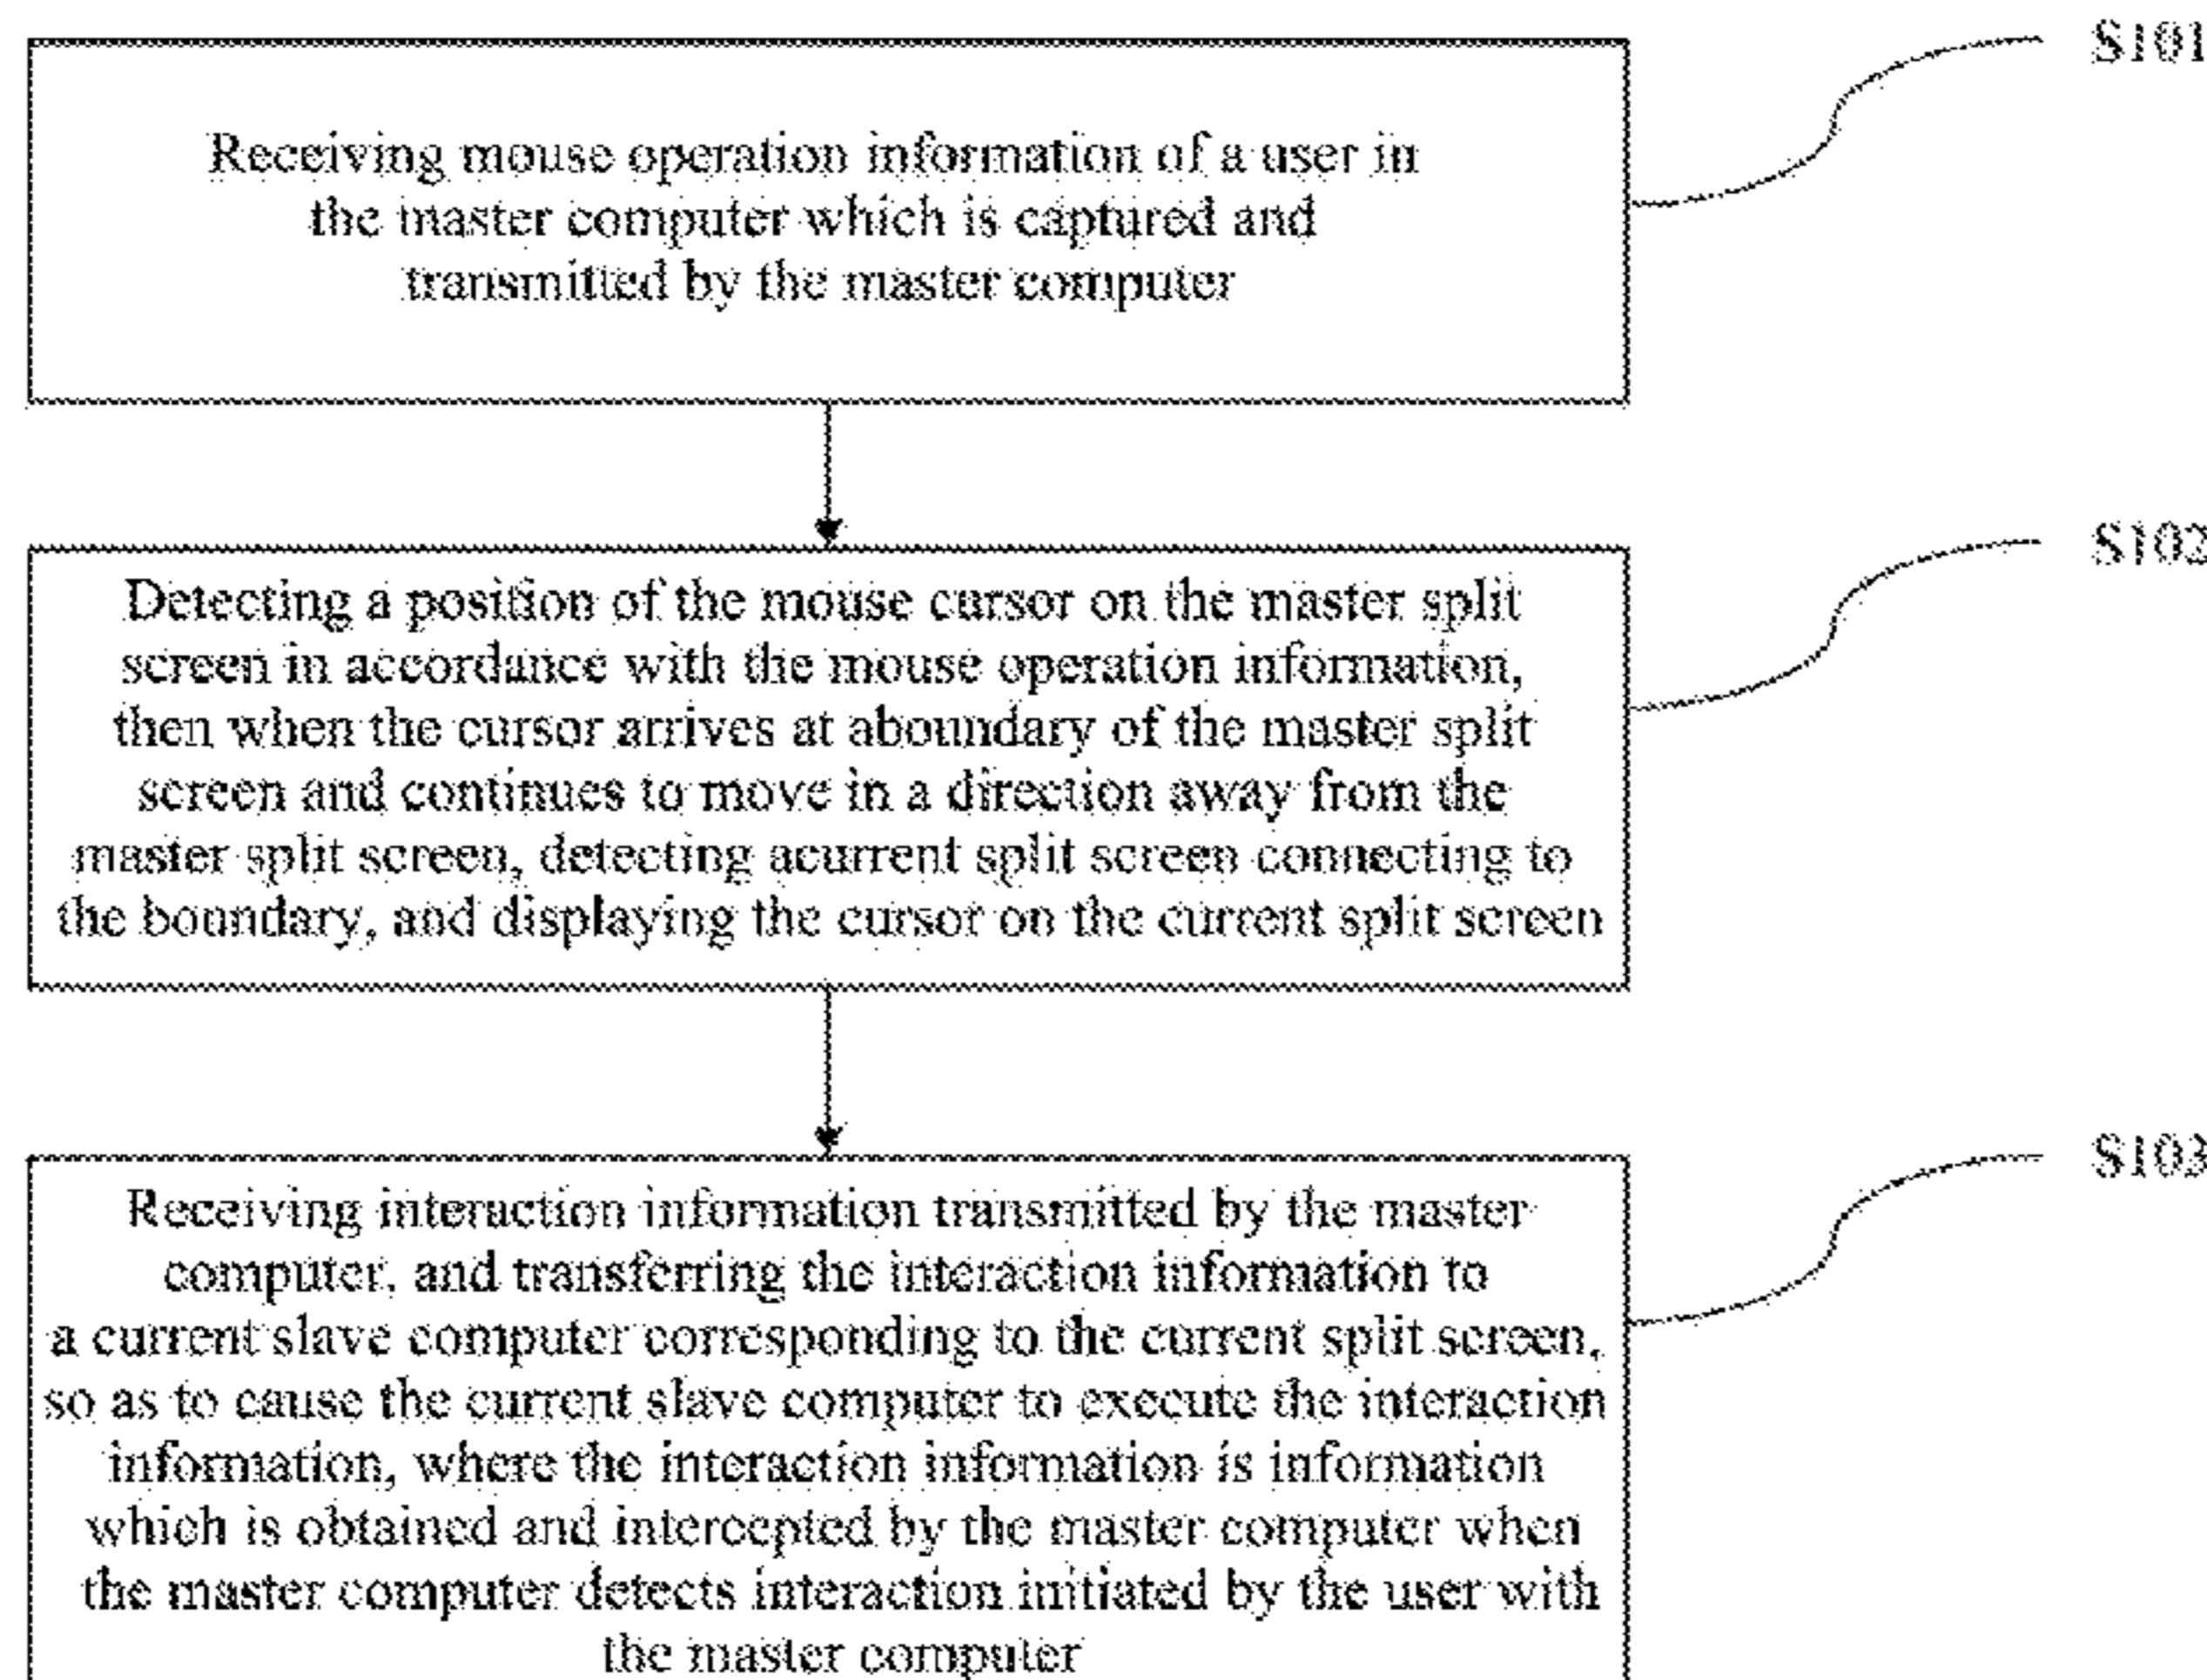 S101
Receiving mouse operation information of a user in
the master computer which is captured and
transmitted by the master computer
S102
Detecting a position of the mouse cursor on the master split
screen in accordance with the mouse operation information,
then when the cursor arrives at aboundary of the master split
screen and continues to move in a direction away from the
master split screen, detecting acurrent split screen connecting to
the boundary, and displaying the cursor on the current split screen
S103
Receiving interaction information transmitted by the master
computer, and transferring the interaction information to
a current slave computer corresponding to the current split screen,
so as to cause the current slave computer to execute the interaction
information, where the interaction information is information
which is obtained and intercepted by the master computer when
the master computer detects interaction initiated by the user with
the master computer